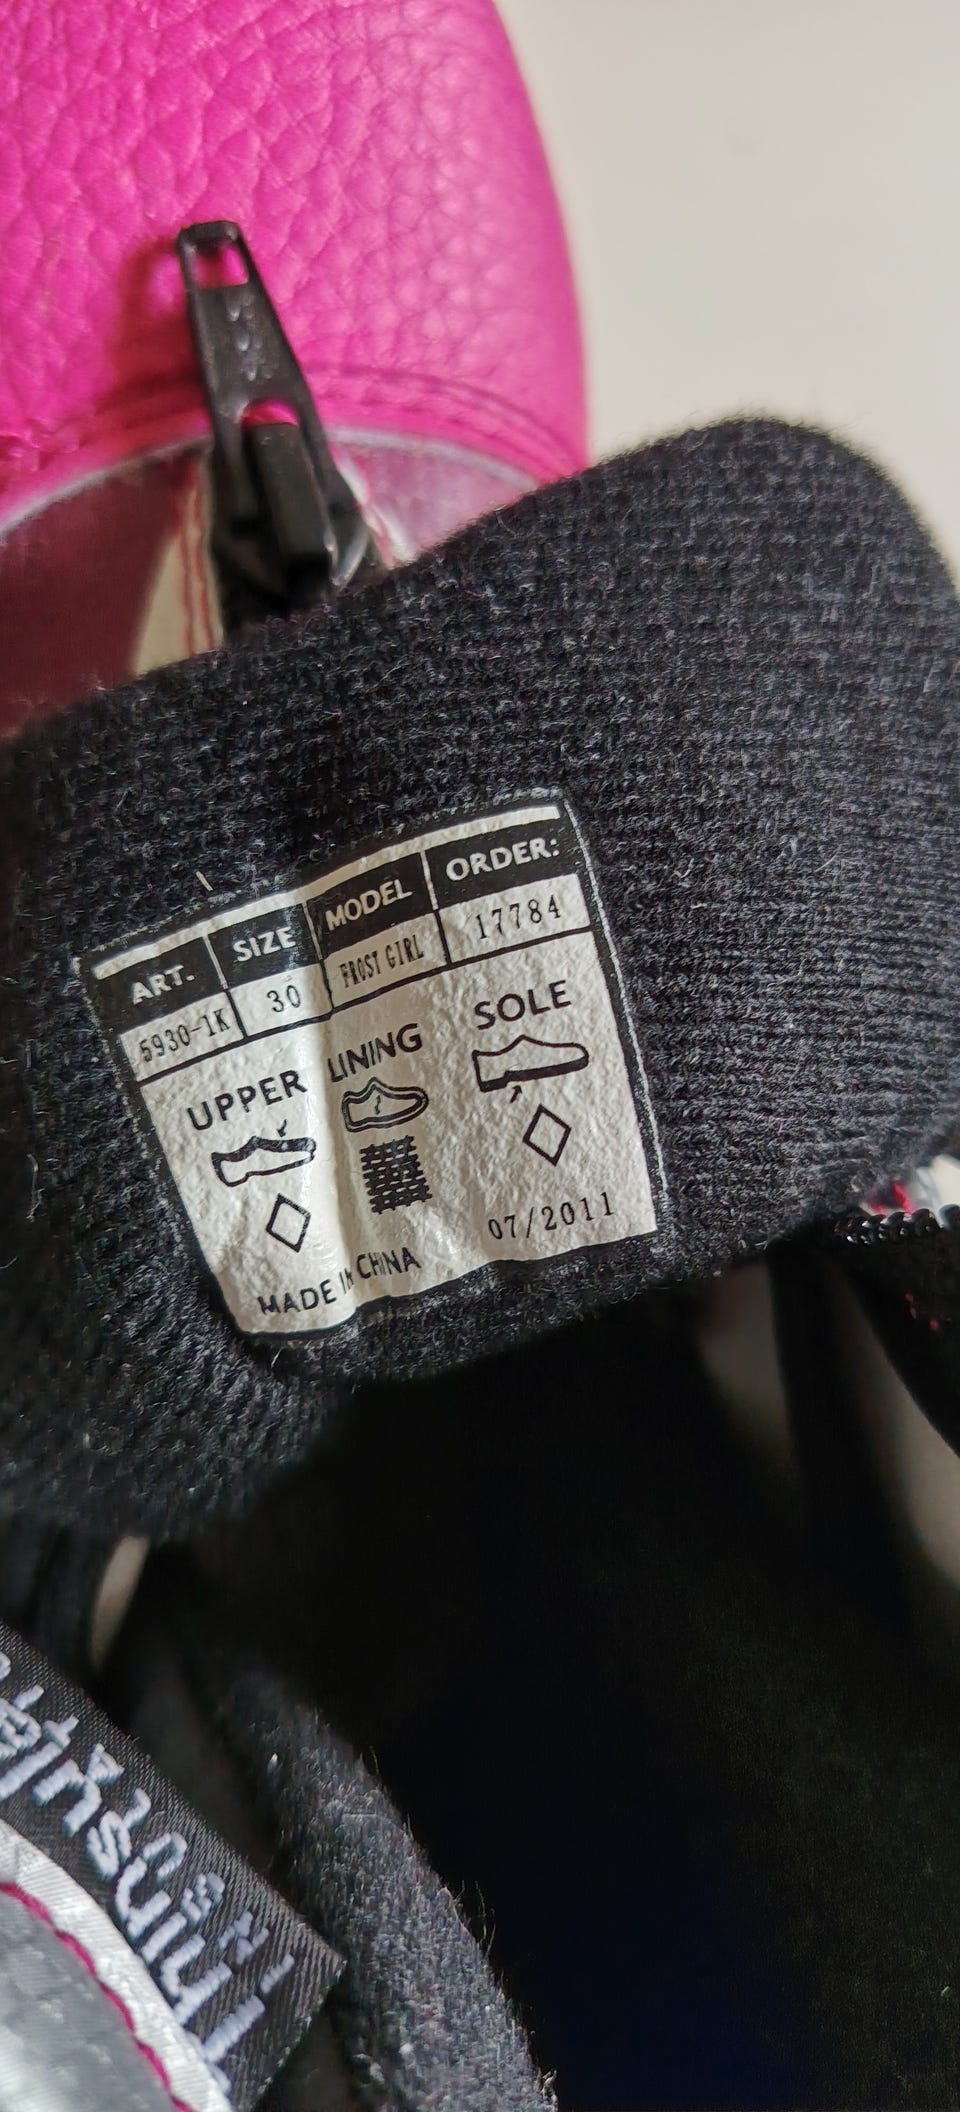 ART. SIZE MODEL ORDER:
5930-1K 30 FROST GIRL 17784
UPPER LINING SOLE
MADE IN CHINA 07/2011